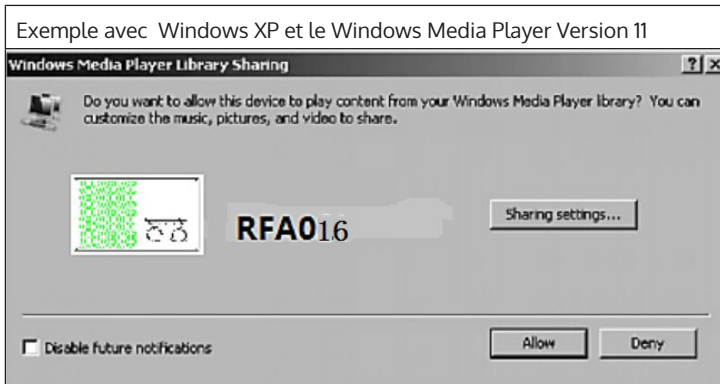 Exemple avec Windows XP et le Windows Media Player Version 11
Windows Media Player Library Sharing
Do you want to allow this device to play content from your Windows Media Player library? You can
customize the music, pictures, and video to share.
RFA016
Sharing settings...
Disable future notifications
Allow
Deny